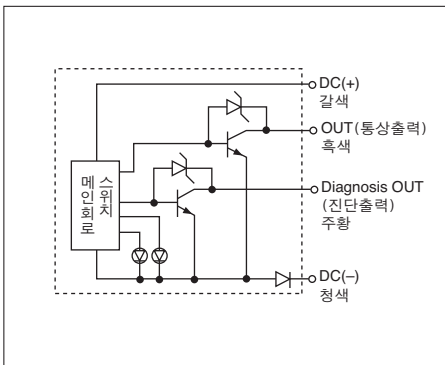 DC(+)
갈색
OUT(통상출력)
흑색
Diagnosis OUT
(진단출력)
주황
스위치
메인회로
DC(–)
청색